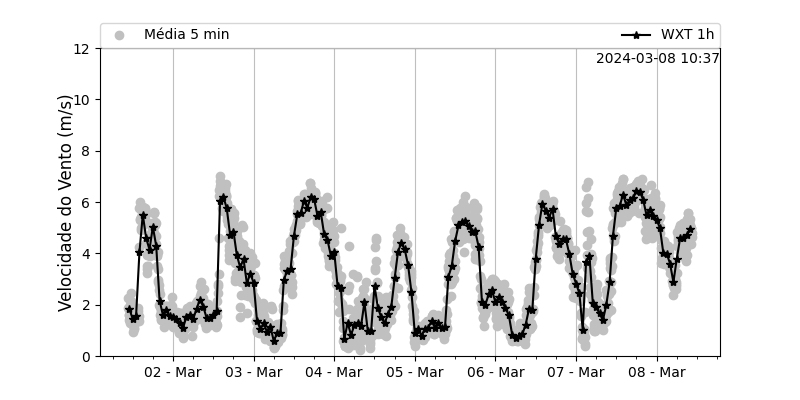 Média 5 min
WXT 1h
2024-03-08 10:37
Velocidade do Vento (m/s)
12
10
8
6
4
2
0
02 - Mar
03 - Mar
04 - Mar
05 - Mar
06 - Mar
07 - Mar
08 - Mar